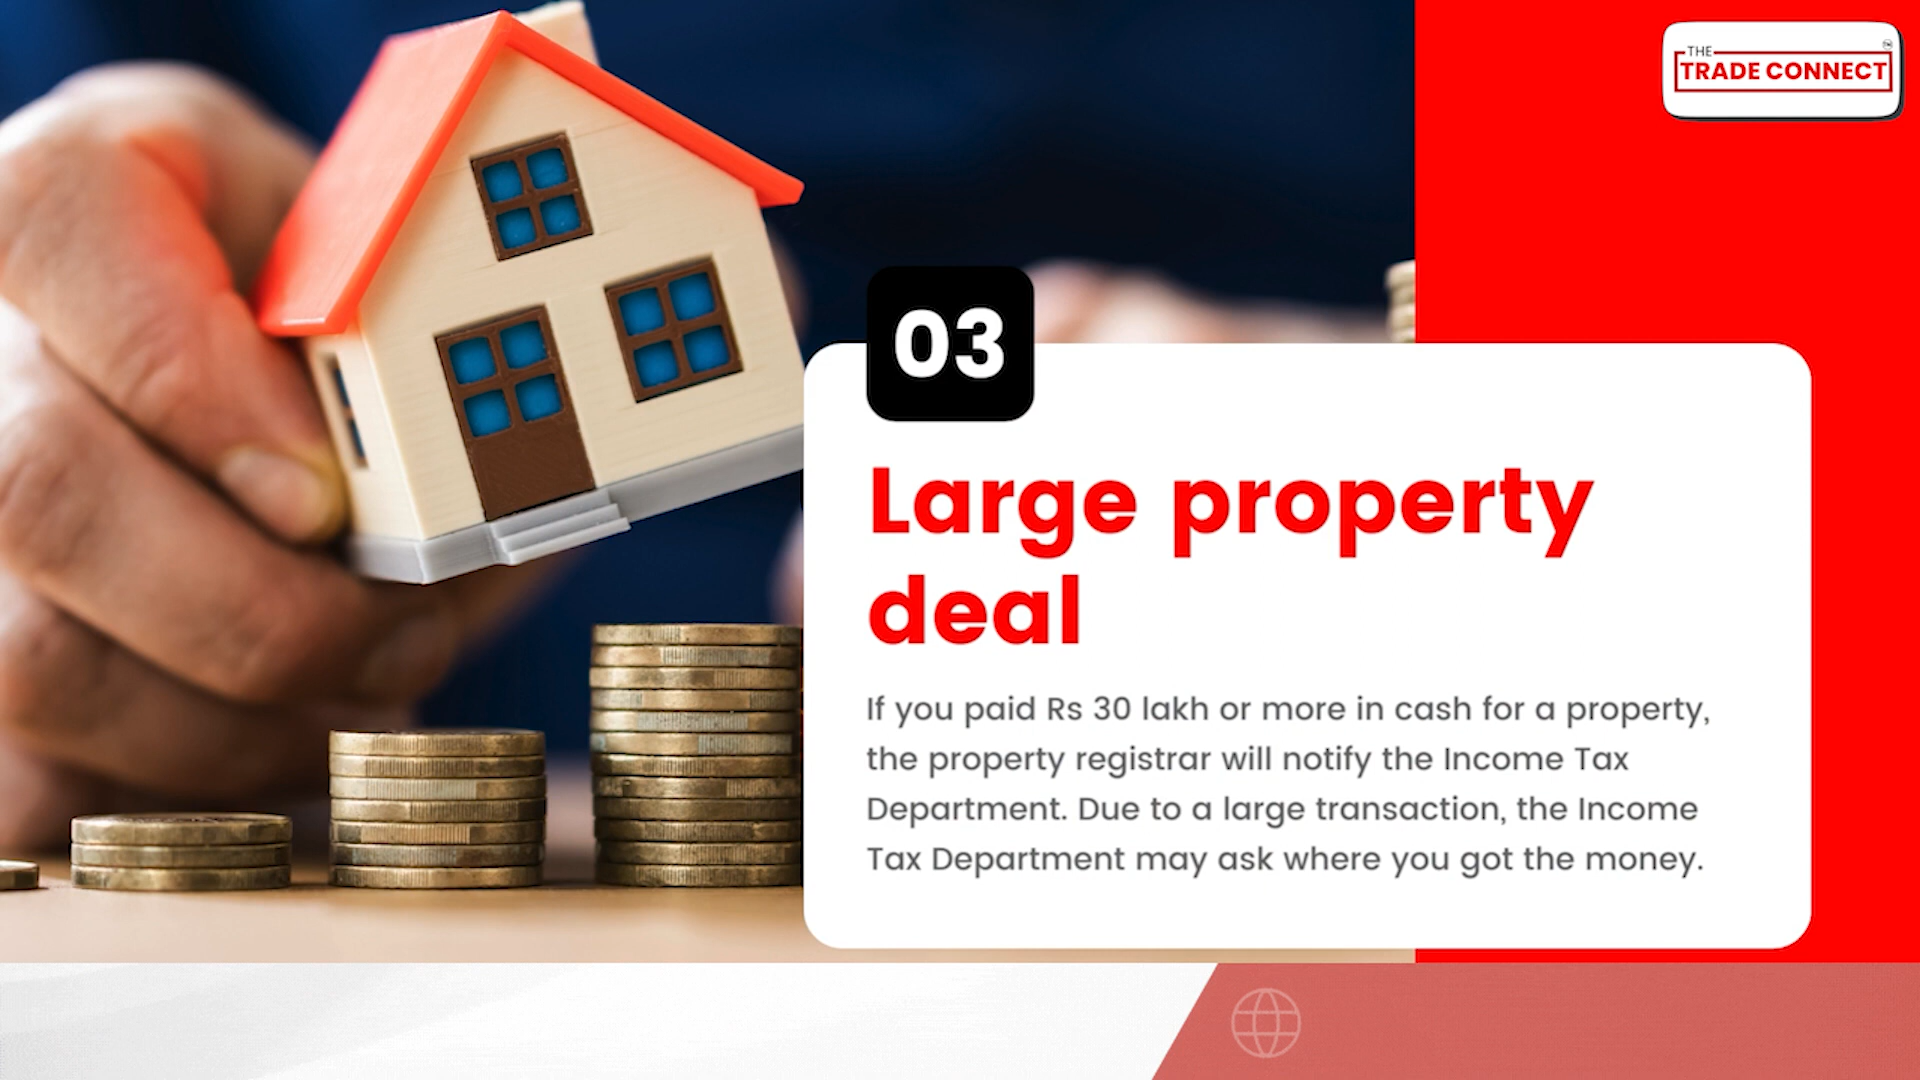 THE
TRADE CONNECT
TM
03
Large property
deal
If you paid Rs 30 lakh or more in cash for a property,
the property registrar will notify the Income Tax
Department. Due to a large transaction, the Income
Tax Department may ask where you got the money.